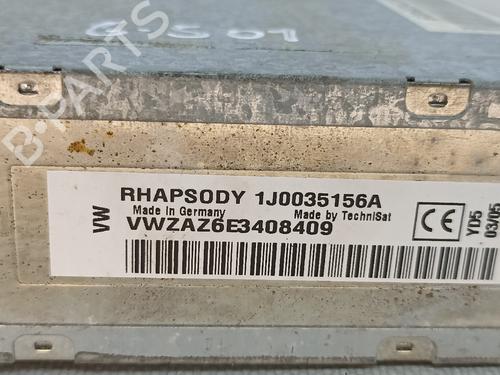 B-PARTS
RHAPSODY 1J0035156A
Made in Germany Made by TechniSat
VW
VWZAZ6E3408409
CE
YD5
03/05